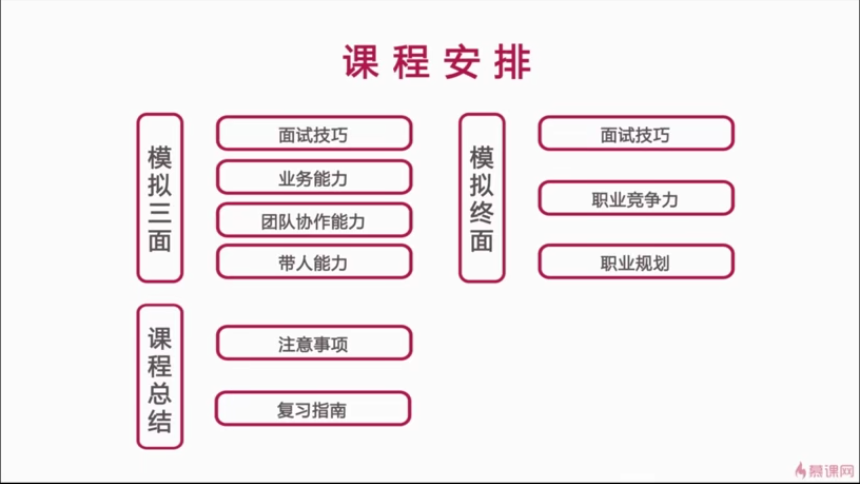 课程安排
模拟三面
面试技巧
业务能力
团队协作能力
带人能力
模拟终面
面试技巧
职业竞争力
职业规划
课程总结
注意事项
复习指南
慕课网